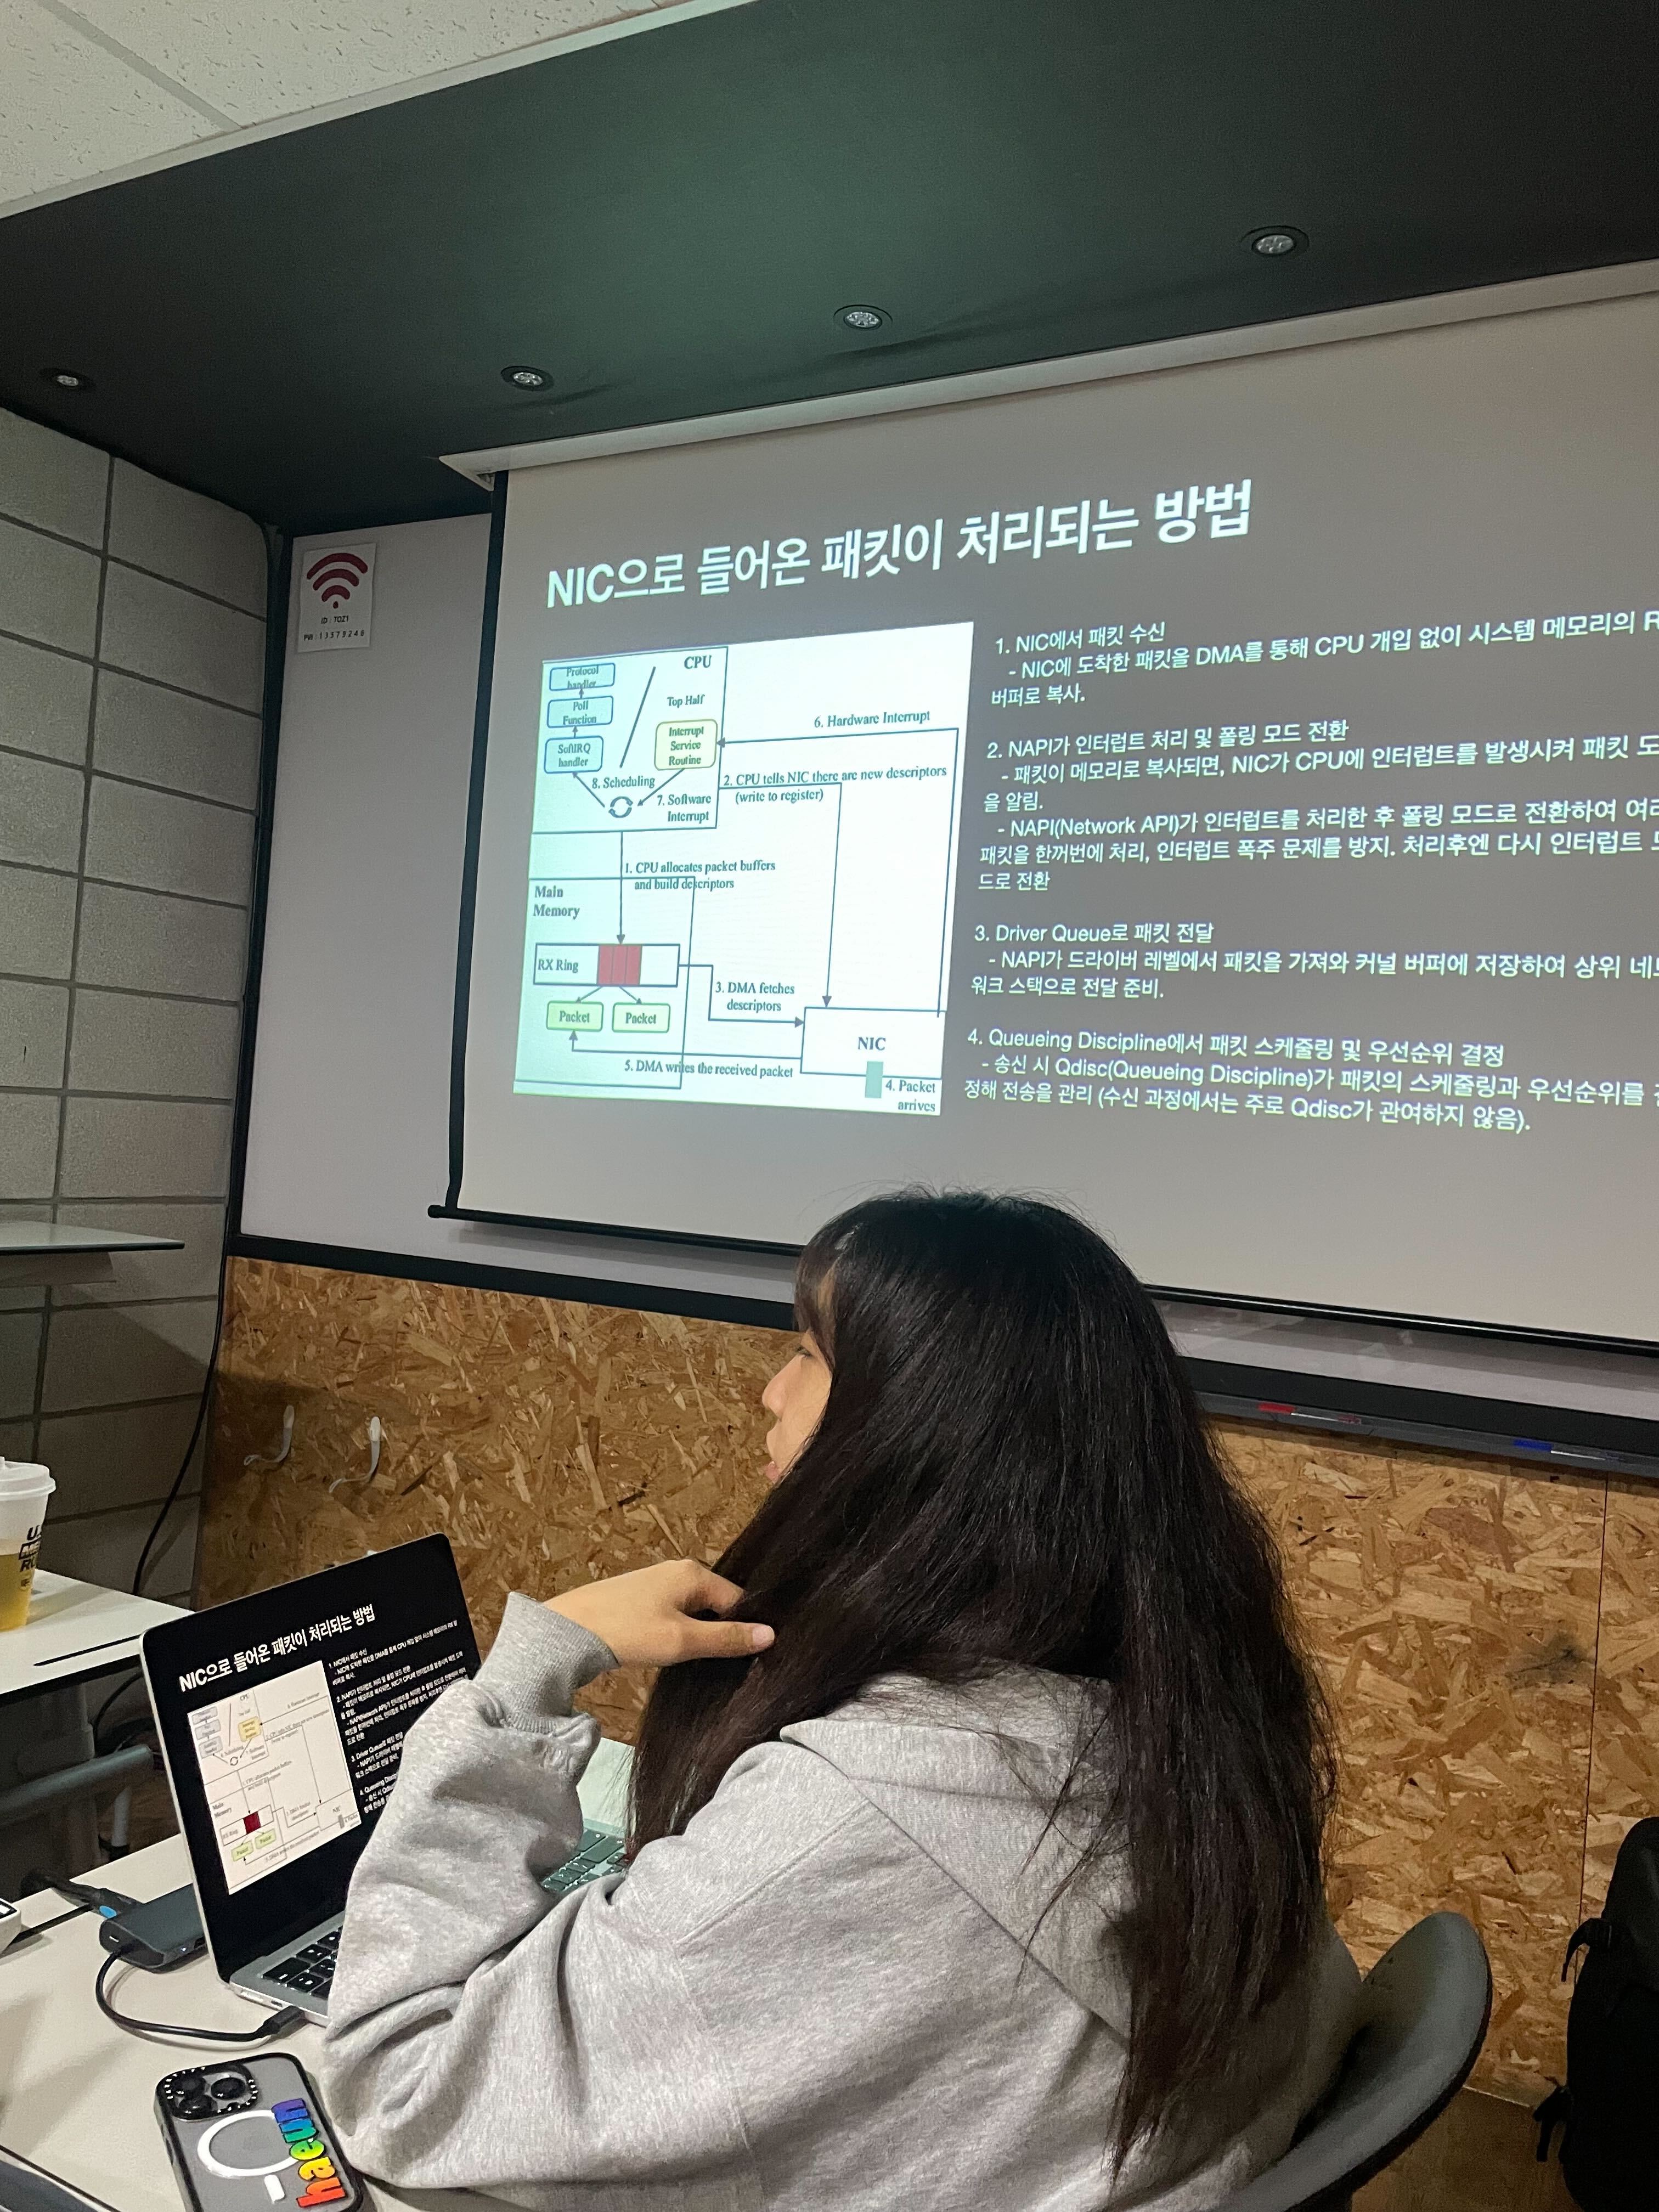 NIC으로 들어온 패킷이 처리되는 방법
ID : TOZ1
PW : 13579248
CPU
Protocol
handler
Poll
Function
SoftIRQ
handler
Top Half
Interrupt
Service
Routine
8. Scheduling
7. Software
Interrupt
6. Hardware Interrupt
2. CPU tells NIC there are new descriptors
(write to register)
1. CPU allocates packet buffers
and build descriptors
Main
Memory
RX Ring
Packet
Packet
3. DMA fetches
descriptors
NIC
5. DMA writes the received packet
4. Packet
arrives
1. NIC에서 패킷 수신
- NIC에 도착한 패킷을 DMA를 통해 CPU 개입 없이 시스템 메모리의
버퍼로 복사.
2. NAPI가 인터럽트 처리 및 폴링 모드 전환
- 패킷이 메모리로 복사되면, NIC가 CPU에 인터럽트를 발생시켜 패킷 도
을 알림.
- NAPI(Network API)가 인터럽트를 처리한 후 폴링 모드로 전환하여 여러
패킷을 한꺼번에 처리, 인터럽트 폭주 문제를 방지. 처리후엔 다시 인터럽트
드로 전환
3. Driver Queue로 패킷 전달
- NAPI가 드라이버 레벨에서 패킷을 가져와 커널 버퍼에 저장하여 상위 네
워크 스택으로 전달 준비.
4. Queueing Discipline에서 패킷 스케줄링 및 우선순위 결정
- 송신 시 Qdisc(Queueing Discipline)가 패킷의 스케줄링과 우선순위를
정해 전송을 관리 (수신 과정에서는 주로 Qdisc가 관여하지 않음).
NIC으로 들어온 패킷이 처리되는 방법
haeun